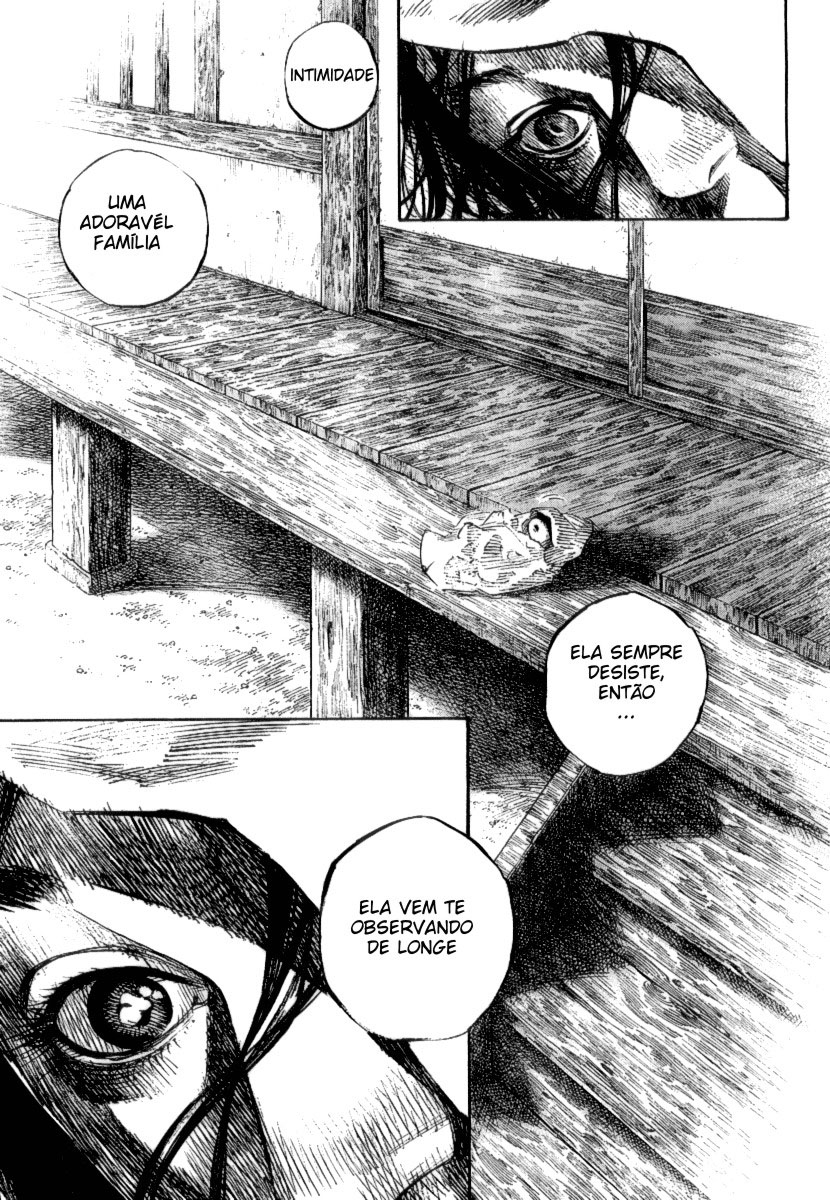 INTIMIDADE
UMA
ADORAVÉL
FAMÍLIA
ELA SEMPRE
DESISTE,
ENTÃO
...
ELA VEM TE
OBSERVANDO
DE LONGE